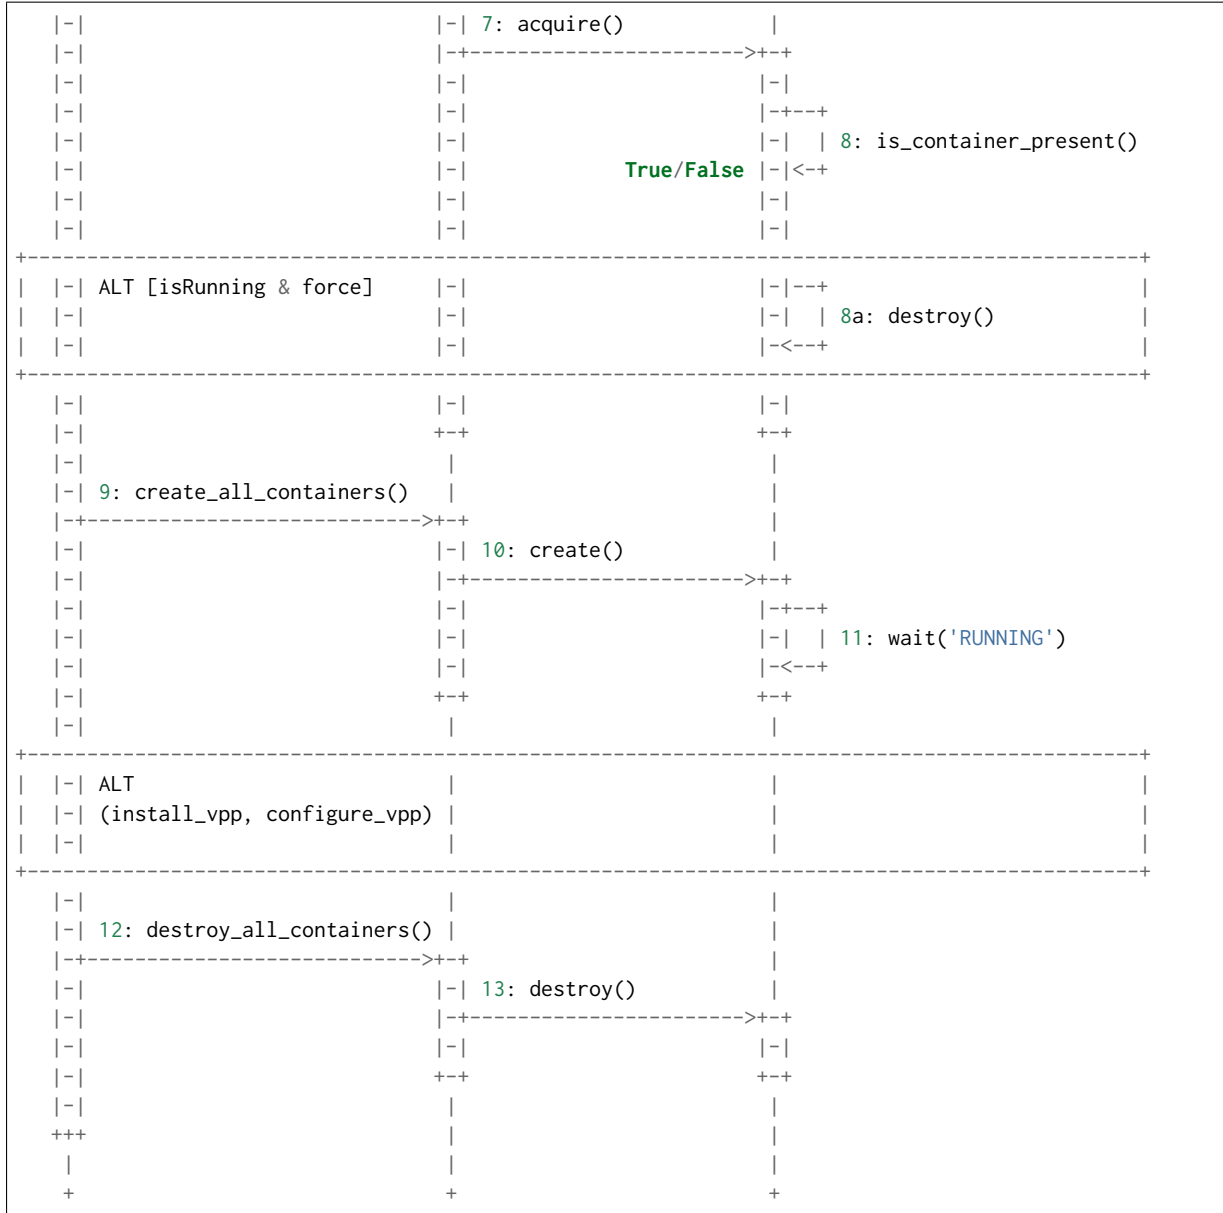 7: acquire()
8: is_container_present()
True/False
ALT [isRunning & force]
8a: destroy()
9: create_all_containers()
10: create()
11: wait('RUNNING')
ALT
(install_vpp, configure_vpp)
12: destroy_all_containers()
13: destroy()